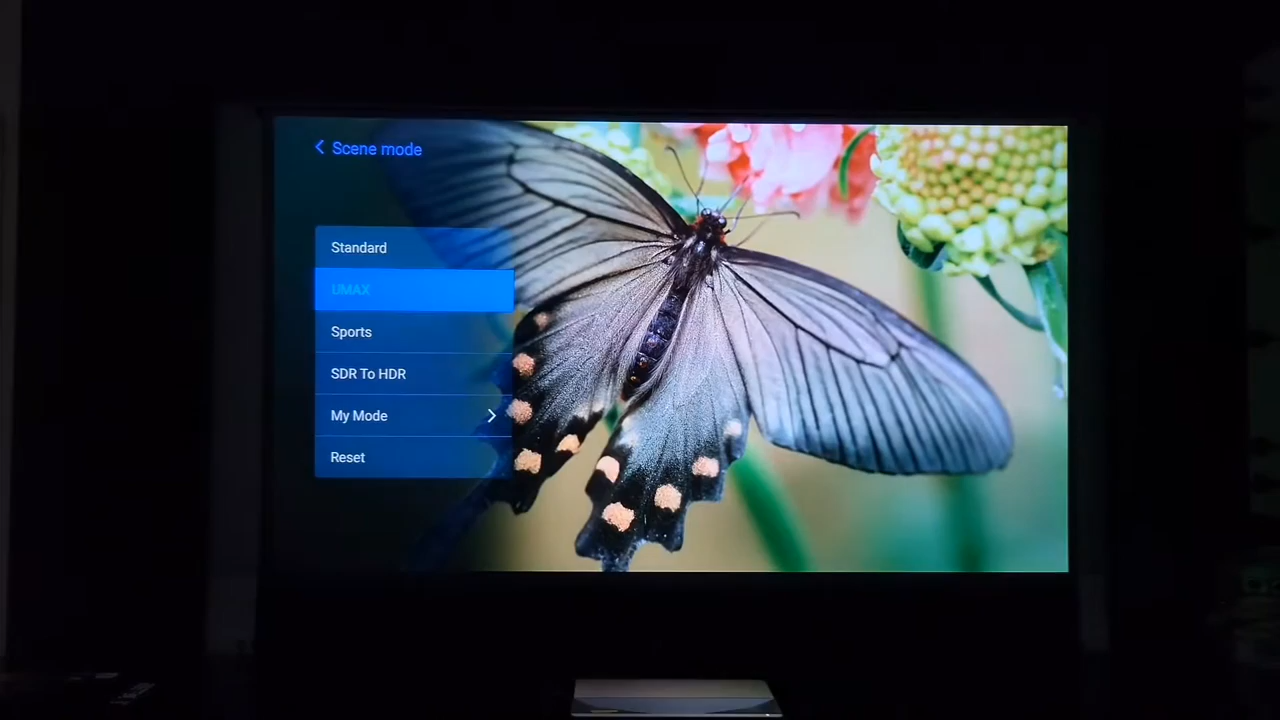 Scene mode
Standard
UMAX
Sports
SDR To HDR
My Mode
Reset